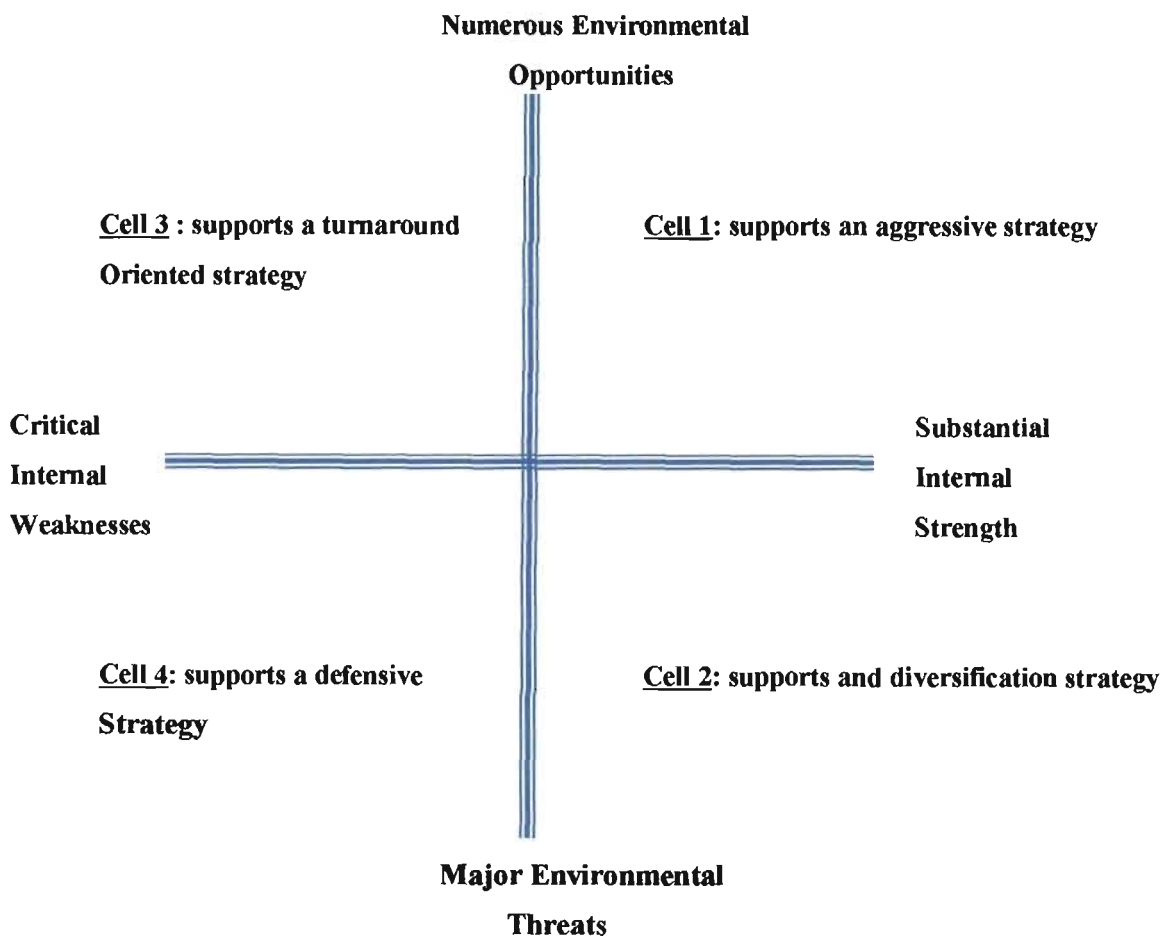 Numerous Environmental
Opportunities
Cell 3 : supports a turnaround
Oriented strategy
Cell 1: supports an aggressive strategy
Critical
Internal
Weaknesses
Substantial
Internal
Strength
Cell 4: supports a defensive
Strategy
Cell 2: supports and diversification strategy
Major Environmental
Threats